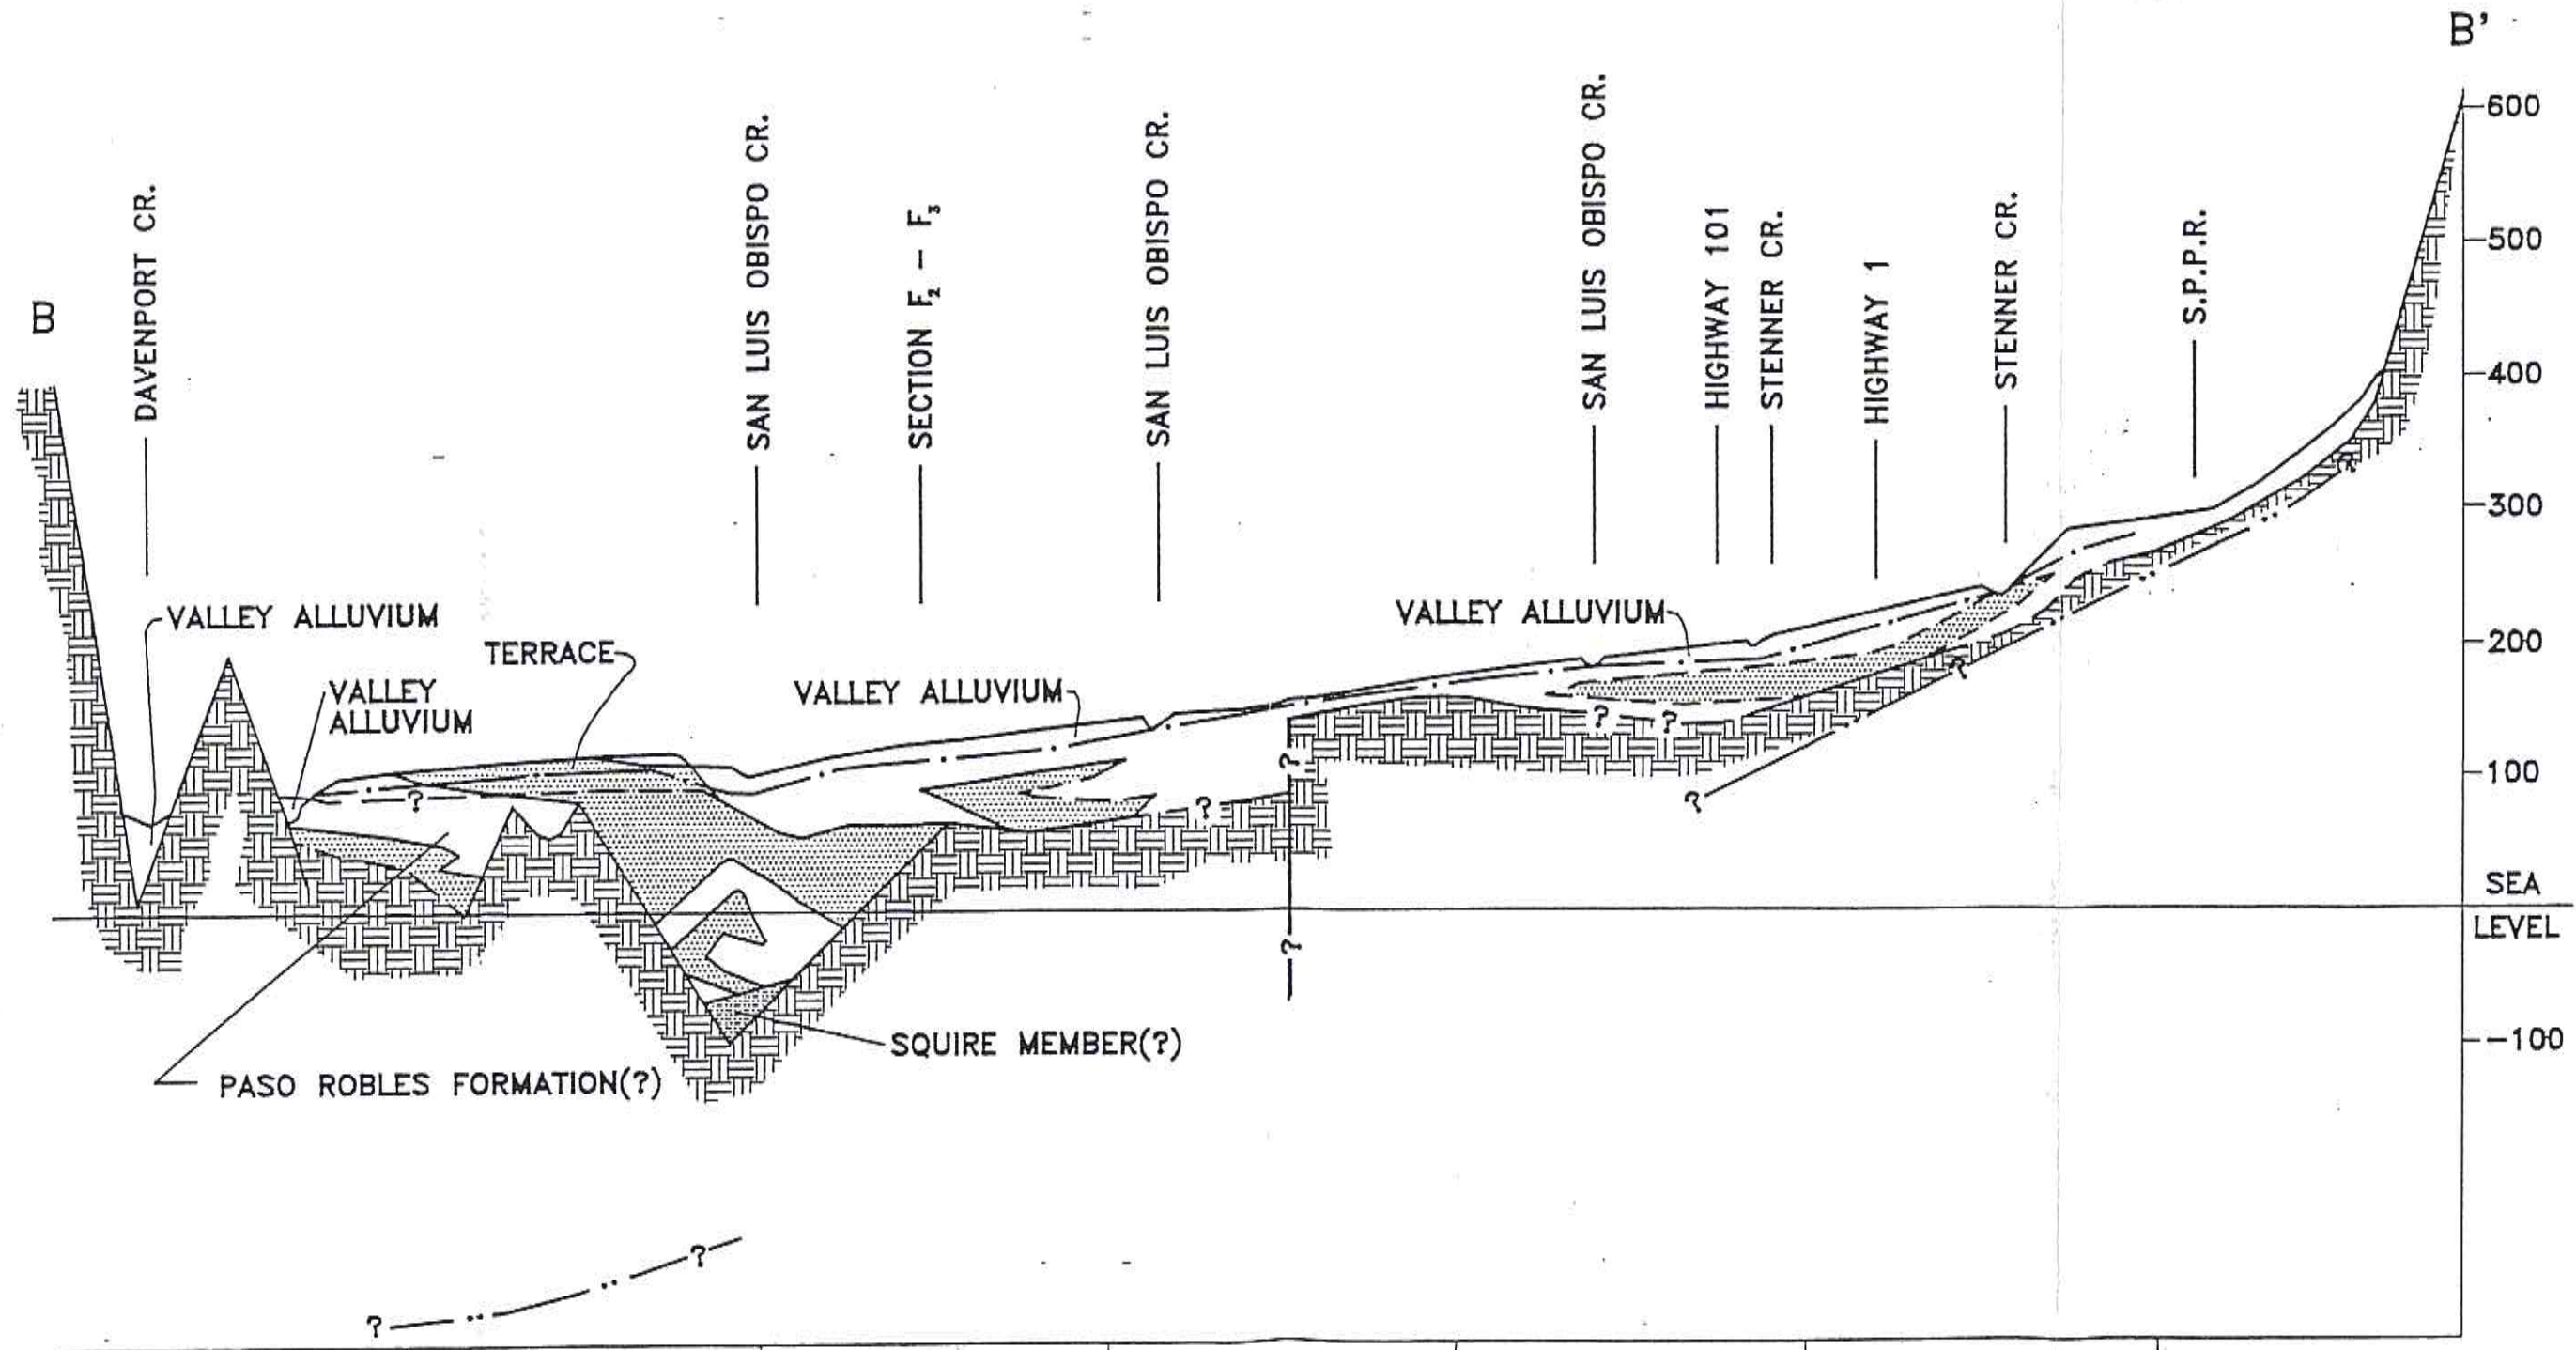 B
B'
DAVENPORT CR.
SAN LUIS OBISPO CR.
SECTION F₂ – F₃
SAN LUIS OBISPO CR.
SAN LUIS OBISPO CR.
HIGHWAY 101
STENNER CR.
HIGHWAY 1
STENNER CR.
S.P.P.R.
600
500
400
300
200
100
SEA
LEVEL
-100
VALLEY ALLUVIUM
VALLEY
ALLUVIUM
TERRACE
VALLEY ALLUVIUM
VALLEY ALLUVIUM
?
?
?
?
?
?
?
?
?
SQUIRE MEMBER(?)
PASO ROBLES FORMATION(?)
?
?